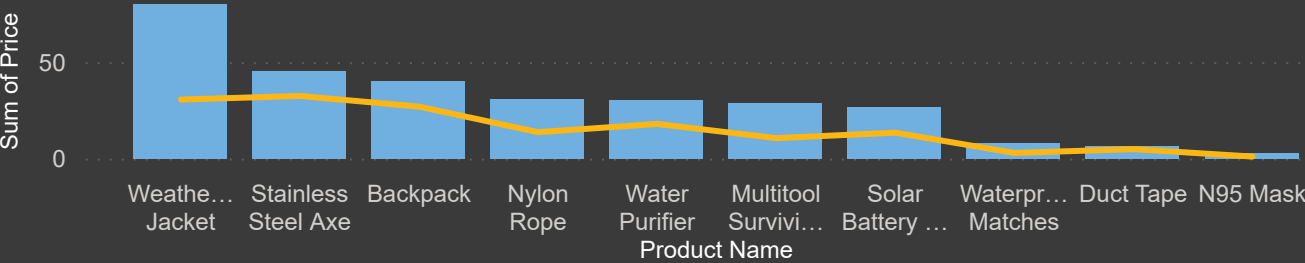 Sum of Price
50
0
Weathe… Stainless Backpack Nylon Water Multitool Solar Waterpr… Duct Tape N95 Mask
Jacket Steel Axe Rope Purifier Survivi… Battery … Matches
Product Name